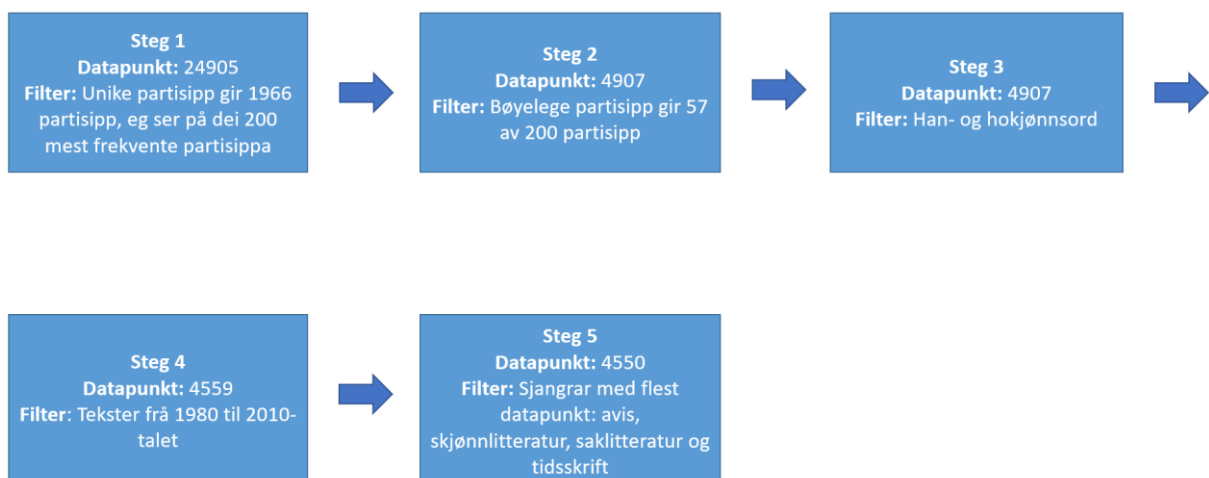 Steg 1
Datapunkt: 24905
Filter: Unike partisipp gir 1966
partisipp, eg ser på dei 200
mest frekvente partisippa
Steg 2
Datapunkt: 4907
Filter: Bøyelege partisipp gir 57
av 200 partisipp
Steg 3
Datapunkt: 4907
Filter: Han- og hokjønnsord
Steg 4
Datapunkt: 4559
Filter: Tekster frå 1980 til 2010-
talet
Steg 5
Datapunkt: 4550
Filter: Sjangrar med flest
datapunkt: avis,
skjønnlitteratur, saklitteratur og
tidsskrift